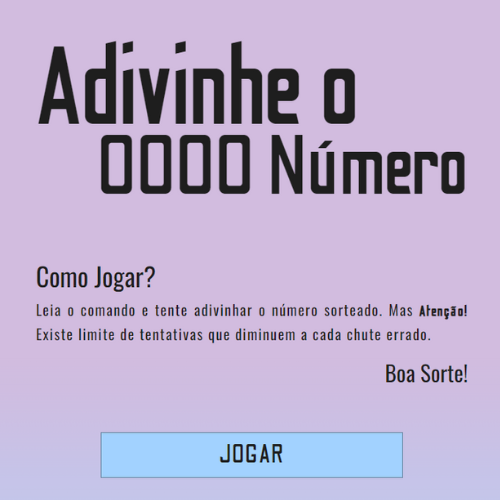 Adivinhe o
0000 Número
Como Jogar?
Leia o comando e tente adivinhar o número sorteado. Mas Atenção!
Existe limite de tentativas que diminuem a cada chute errado.
Boa Sorte!
JOGAR